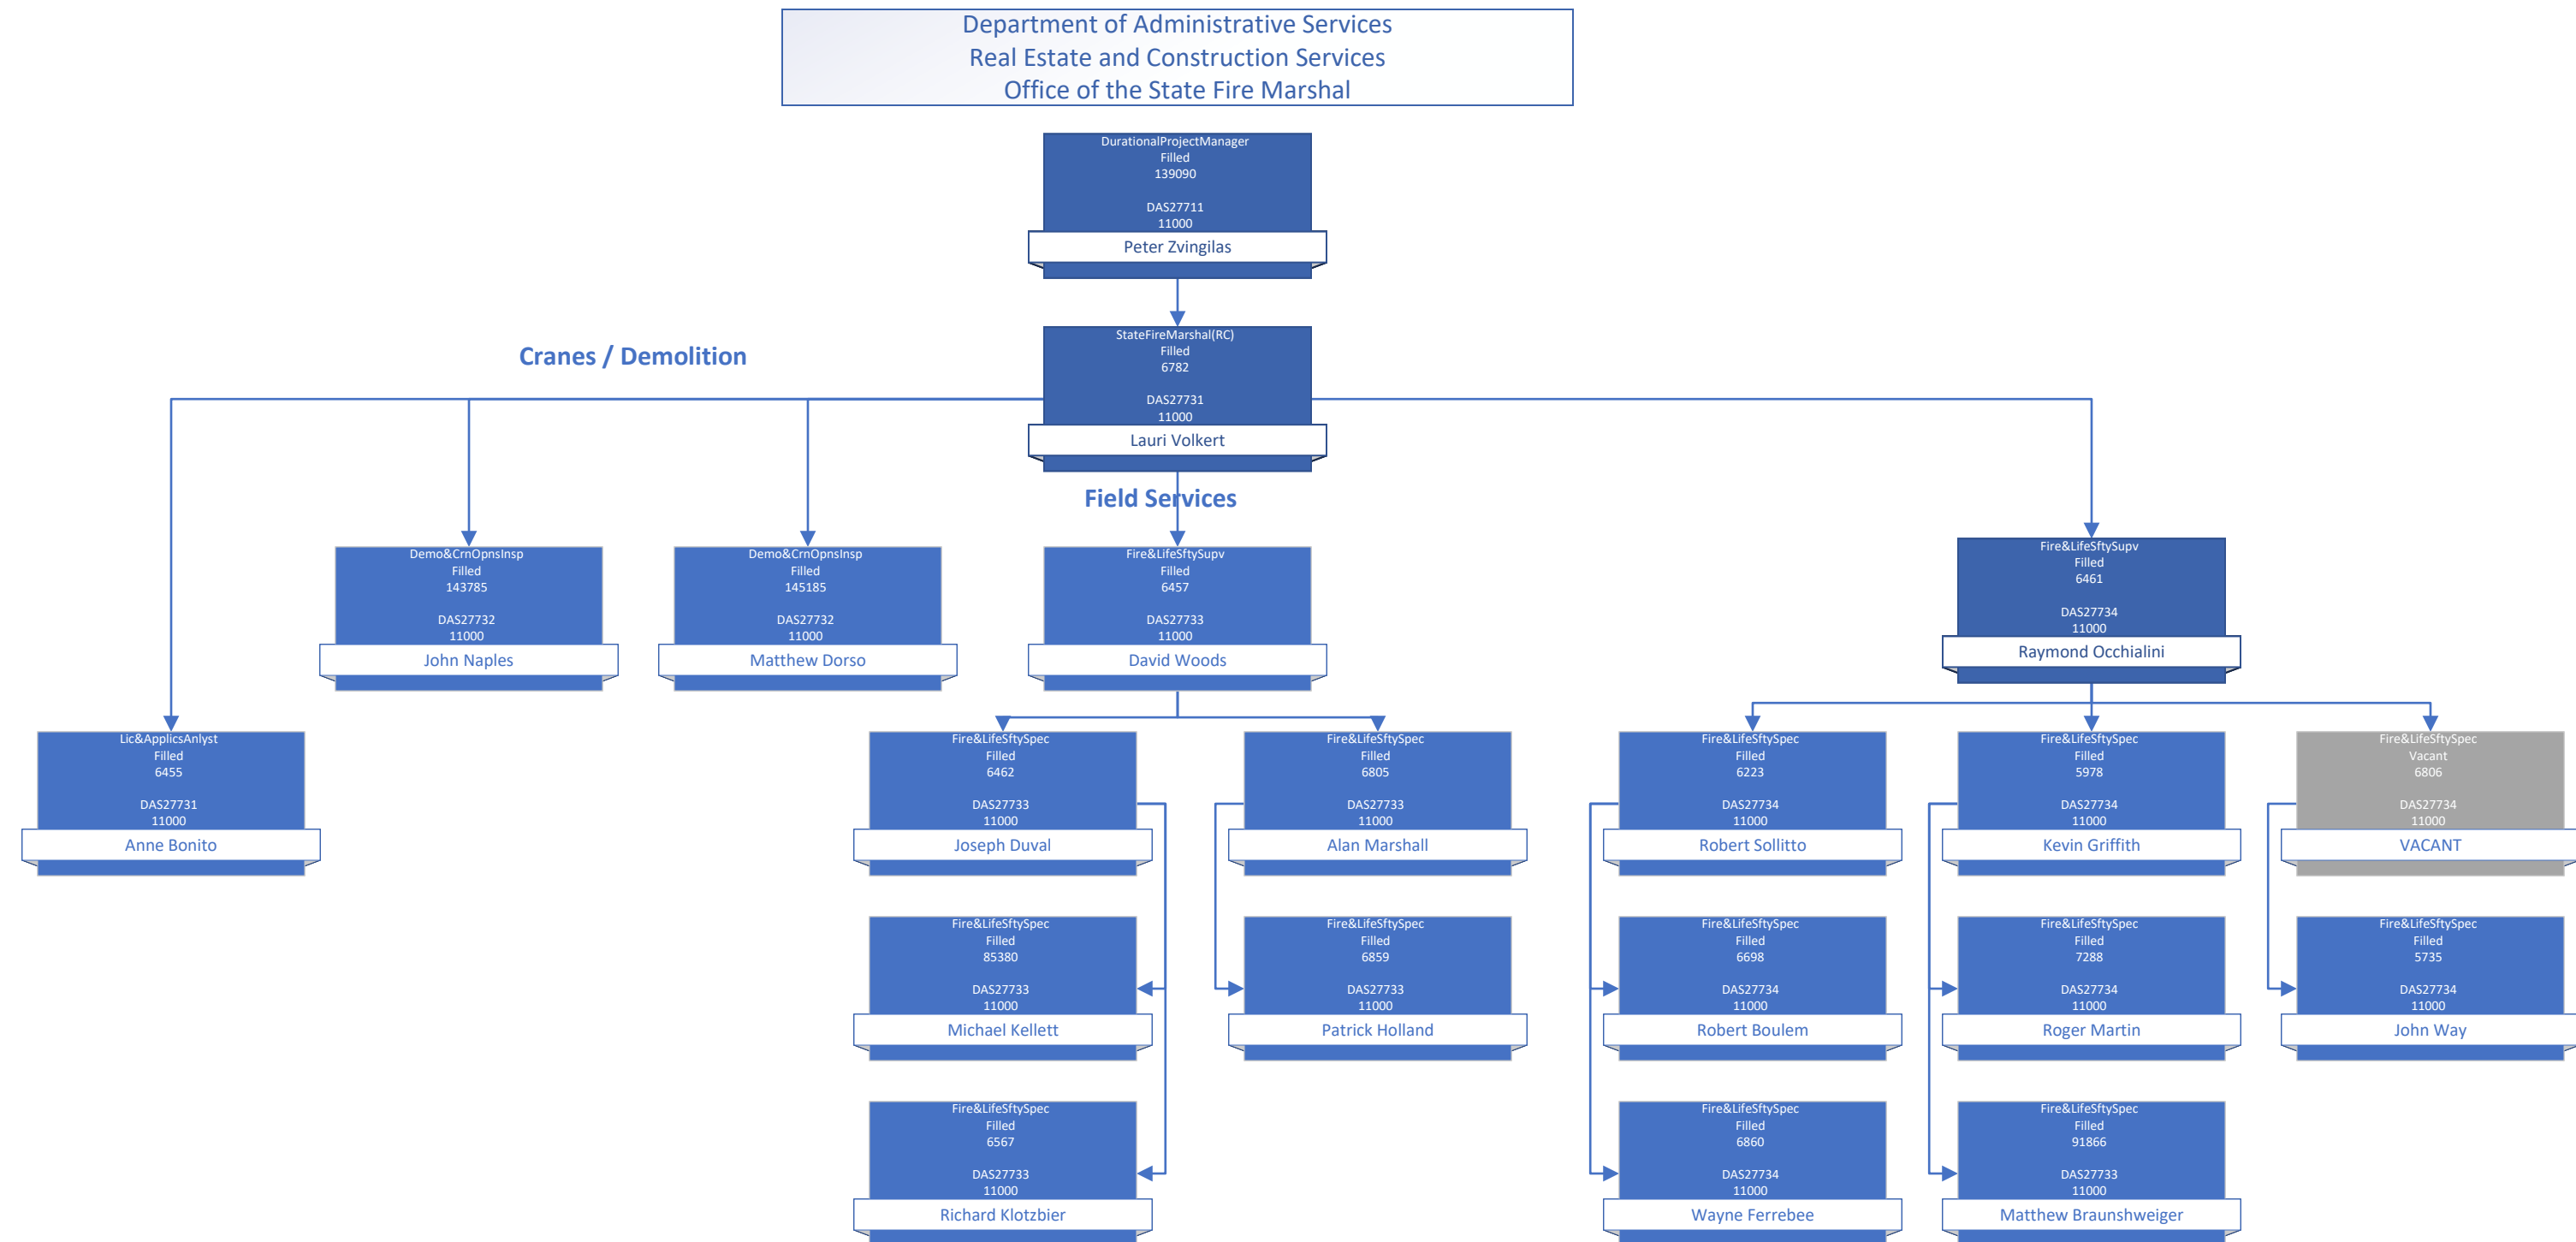 Department of Administrative Services
Real Estate and Construction Services
Office of the State Fire Marshal
DurationalProjectManager
Filled
139090
DAS27711
11000
Peter Zvingilas
StateFireMarshal(RC)
Filled
6782
DAS27731
11000
Lauri Volkert
Cranes / Demolition
Field Services
Demo&CrnOpnsInsp
Filled
143785
DAS27732
11000
John Naples
Demo&CrnOpnsInsp
Filled
145185
DAS27732
11000
Matthew Dorso
Fire&LifeSftySupv
Filled
6457
DAS27733
11000
David Woods
Fire&LifeSftySupv
Filled
6461
DAS27734
11000
Raymond Occhialini
Lic&ApplicsAnlyst
Filled
6455
DAS27731
11000
Anne Bonito
Fire&LifeSftySpec
Filled
6462
DAS27733
11000
Joseph Duval
Fire&LifeSftySpec
Filled
6805
DAS27733
11000
Alan Marshall
Fire&LifeSftySpec
Filled
6223
DAS27734
11000
Robert Sollitto
Fire&LifeSftySpec
Filled
5978
DAS27734
11000
Kevin Griffith
Fire&LifeSftySpec
Vacant
6806
DAS27734
11000
VACANT
Fire&LifeSftySpec
Filled
85380
DAS27733
11000
Michael Kellett
Fire&LifeSftySpec
Filled
6859
DAS27733
11000
Patrick Holland
Fire&LifeSftySpec
Filled
6698
DAS27734
11000
Robert Boulem
Fire&LifeSftySpec
Filled
7288
DAS27734
11000
Roger Martin
Fire&LifeSftySpec
Filled
5735
DAS27734
11000
John Way
Fire&LifeSftySpec
Filled
6567
DAS27733
11000
Richard Klotzbier
Fire&LifeSftySpec
Filled
6860
DAS27734
11000
Wayne Ferrebee
Fire&LifeSftySpec
Filled
91866
DAS27733
11000
Matthew Braunshweiger